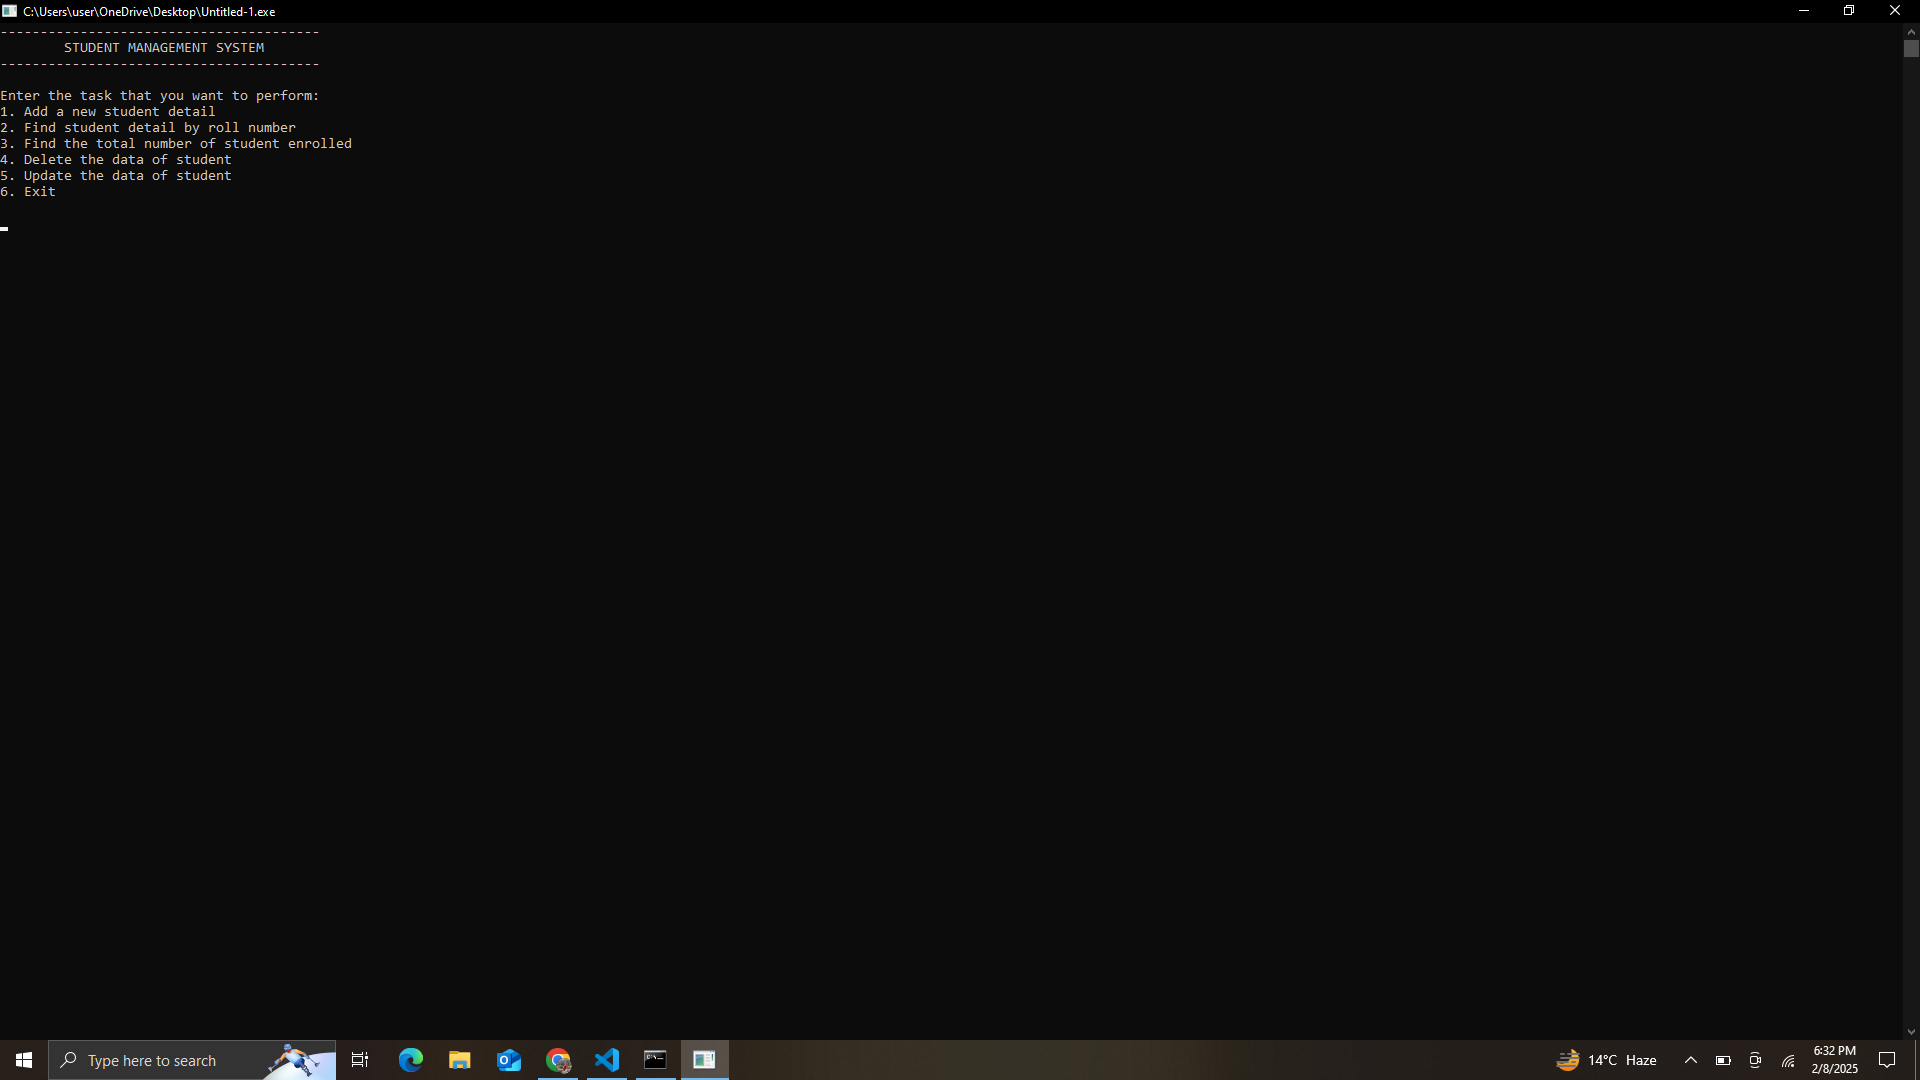 C:\Users\user\OneDrive\Desktop\Untitled-1.exe
----------------------------------------
STUDENT MANAGEMENT SYSTEM
----------------------------------------
Enter the task that you want to perform:
1. Add a new student detail
2. Find student detail by roll number
3. Find the total number of student enrolled
4. Delete the data of student
5. Update the data of student
6. Exit
Type here to search
14°C Haze
6:32 PM
2/8/2025